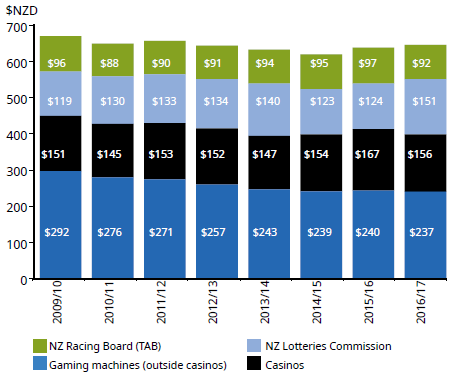 $NZD
700
600
500
400
300
200
100
0
$96 $88 $90 $91 $94 $95 $97 $92
$119 $130 $133 $134 $140 $123 $124 $151
$151 $145 $153 $152 $147 $154 $167 $156
$292 $276 $271 $257 $243 $239 $240 $237
2009/10 2010/11 2011/12 2012/13 2013/14 2014/15 2015/16 2016/17
NZ Racing Board (TAB) NZ Lotteries Commission
Gaming machines (outside casinos) Casinos